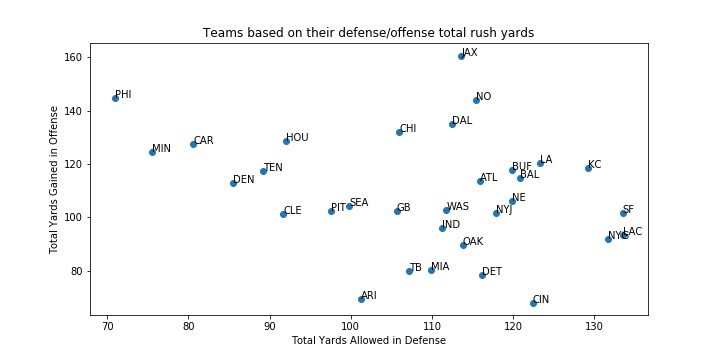 Teams based on their defense/offense total rush yards
Total Yards Gained in Offense
160
140
120
100
80
JAX
PHI
NO
DAL
CHI
HOU
CAR
MIN
LA
KC
BUF
TEN
BAL
ATL
DEN
NE
SEA
PIT
GB
WAS
NYJ
SF
CLE
IND
LAC
NYG
OAK
TB
MIA
DET
ARI
CIN
70
80
90
100
110
120
130
Total Yards Allowed in Defense